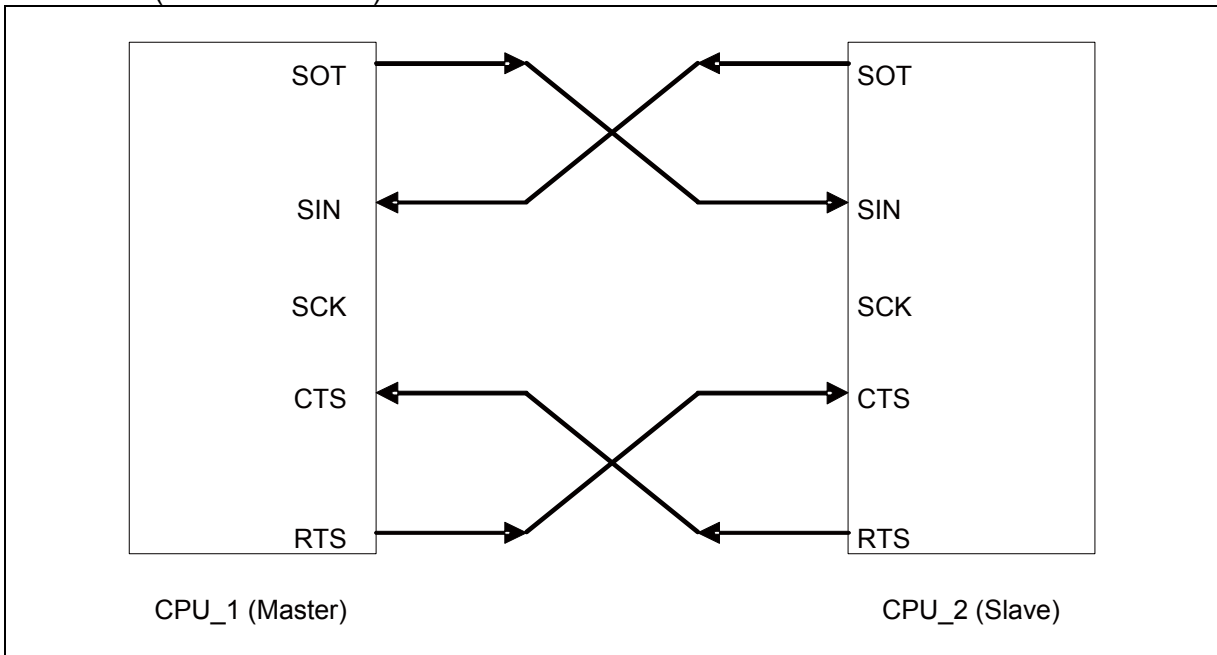 SOT SOT
SIN SIN
SCK SCK
CTS CTS
RTS RTS
CPU_1 (Master) CPU_2 (Slave)